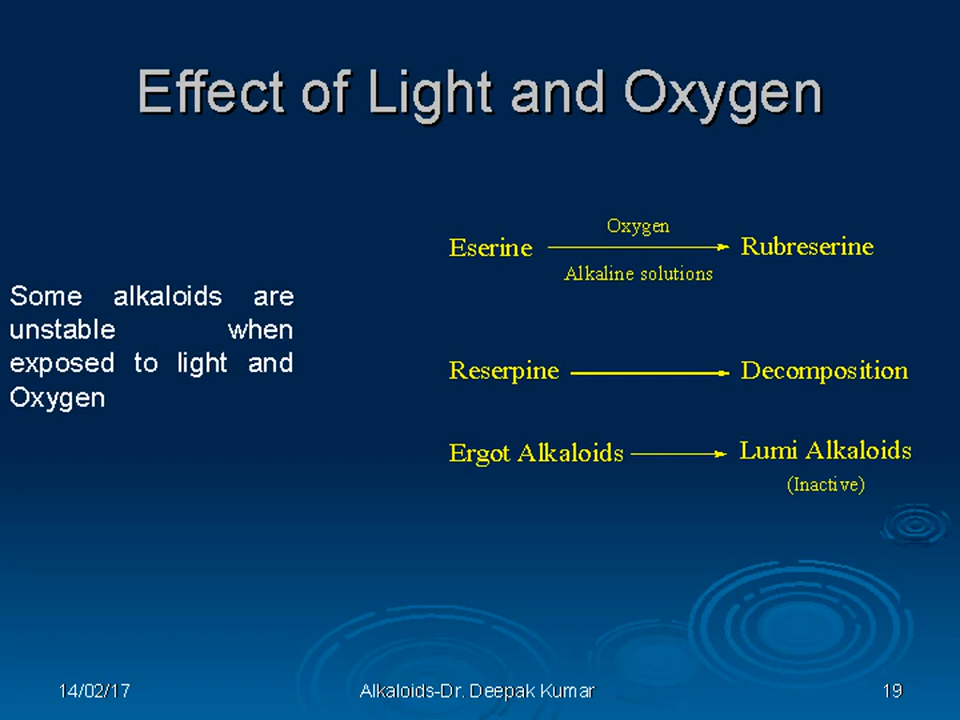 Effect of Light and Oxygen
Some alkaloids are
unstable when
exposed to light and
Oxygen
Oxygen
Eserine Rubreserine
Alkaline solutions
Reserpine Decomposition
Ergot Alkaloids Lumi Alkaloids
(Inactive)
14/02/17 Alkaloids-Dr. Deepak Kumar 19